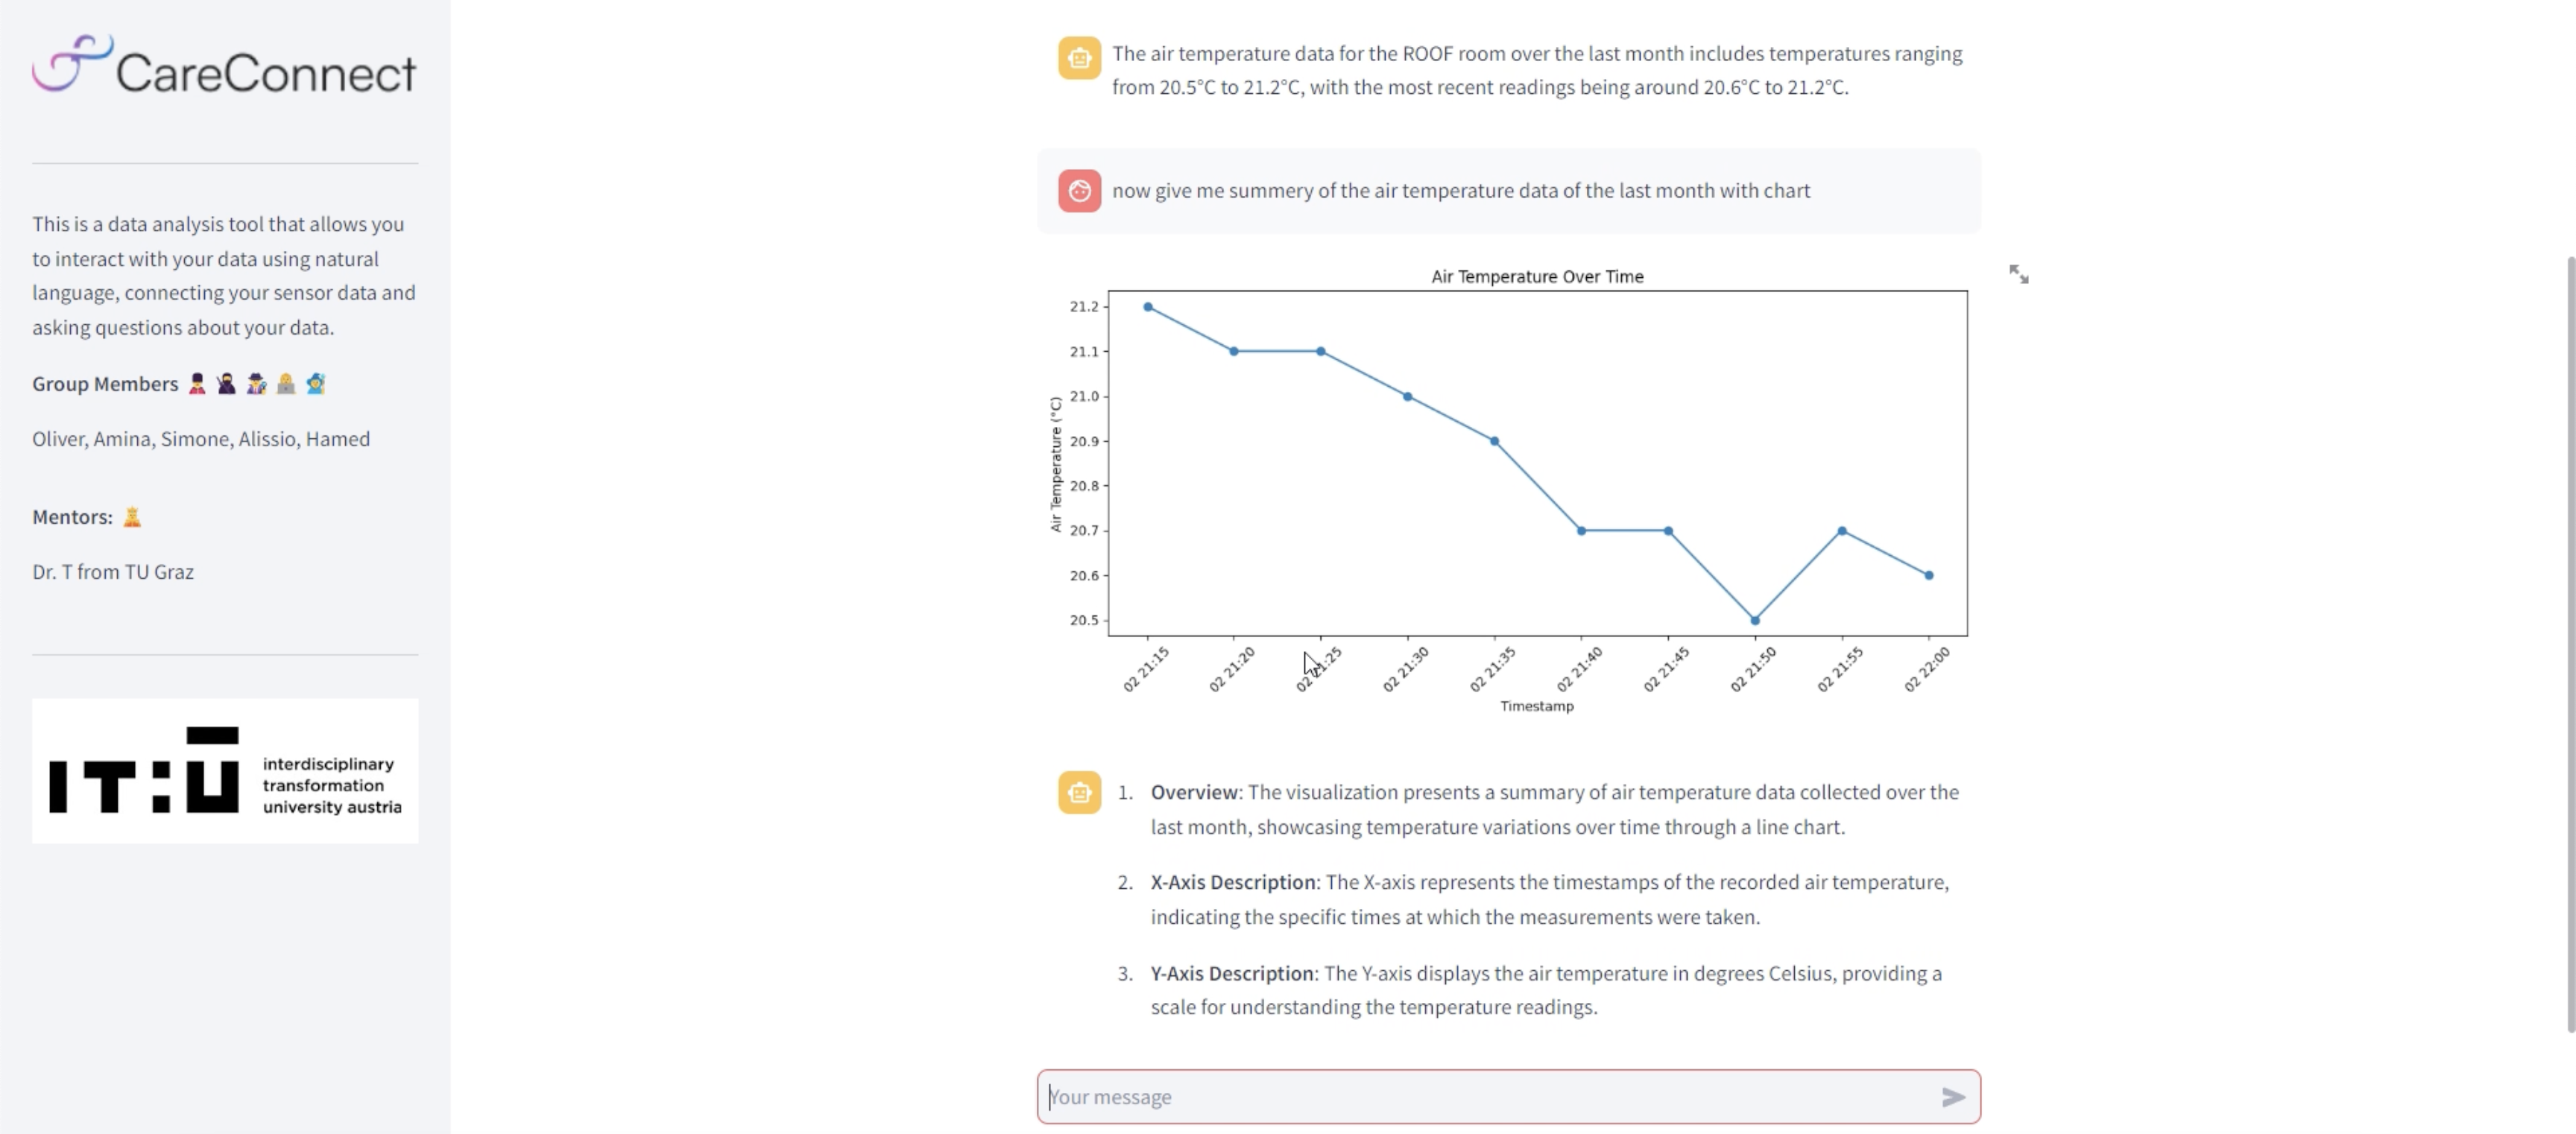 CareConnect
This is a data analysis tool that allows you
to interact with your data using natural
language, connecting your sensor data and
asking questions about your data.
Group Members
Oliver, Amina, Simone, Alissio, Hamed
Mentors:
Dr. T from TU Graz
IT:Ū
interdisciplinary
transformation
university austria
The air temperature data for the ROOF room over the last month includes temperatures ranging
from 20.5°C to 21.2°C, with the most recent readings being around 20.6°C to 21.2°C.
now give me summery of the air temperature data of the last month with chart
Air Temperature Over Time
Air Temperature (°C)
21.2
21.1
21.0
20.9
20.8
20.7
20.6
20.5
02 21:15
02 21:20
02 21:25
02 21:30
02 21:35
02 21:40
02 21:45
02 21:50
02 21:55
02 22:00
Timestamp
1. Overview: The visualization presents a summary of air temperature data collected over the
last month, showcasing temperature variations over time through a line chart.
2. X-Axis Description: The X-axis represents the timestamps of the recorded air temperature,
indicating the specific times at which the measurements were taken.
3. Y-Axis Description: The Y-axis displays the air temperature in degrees Celsius, providing a
scale for understanding the temperature readings.
Your message